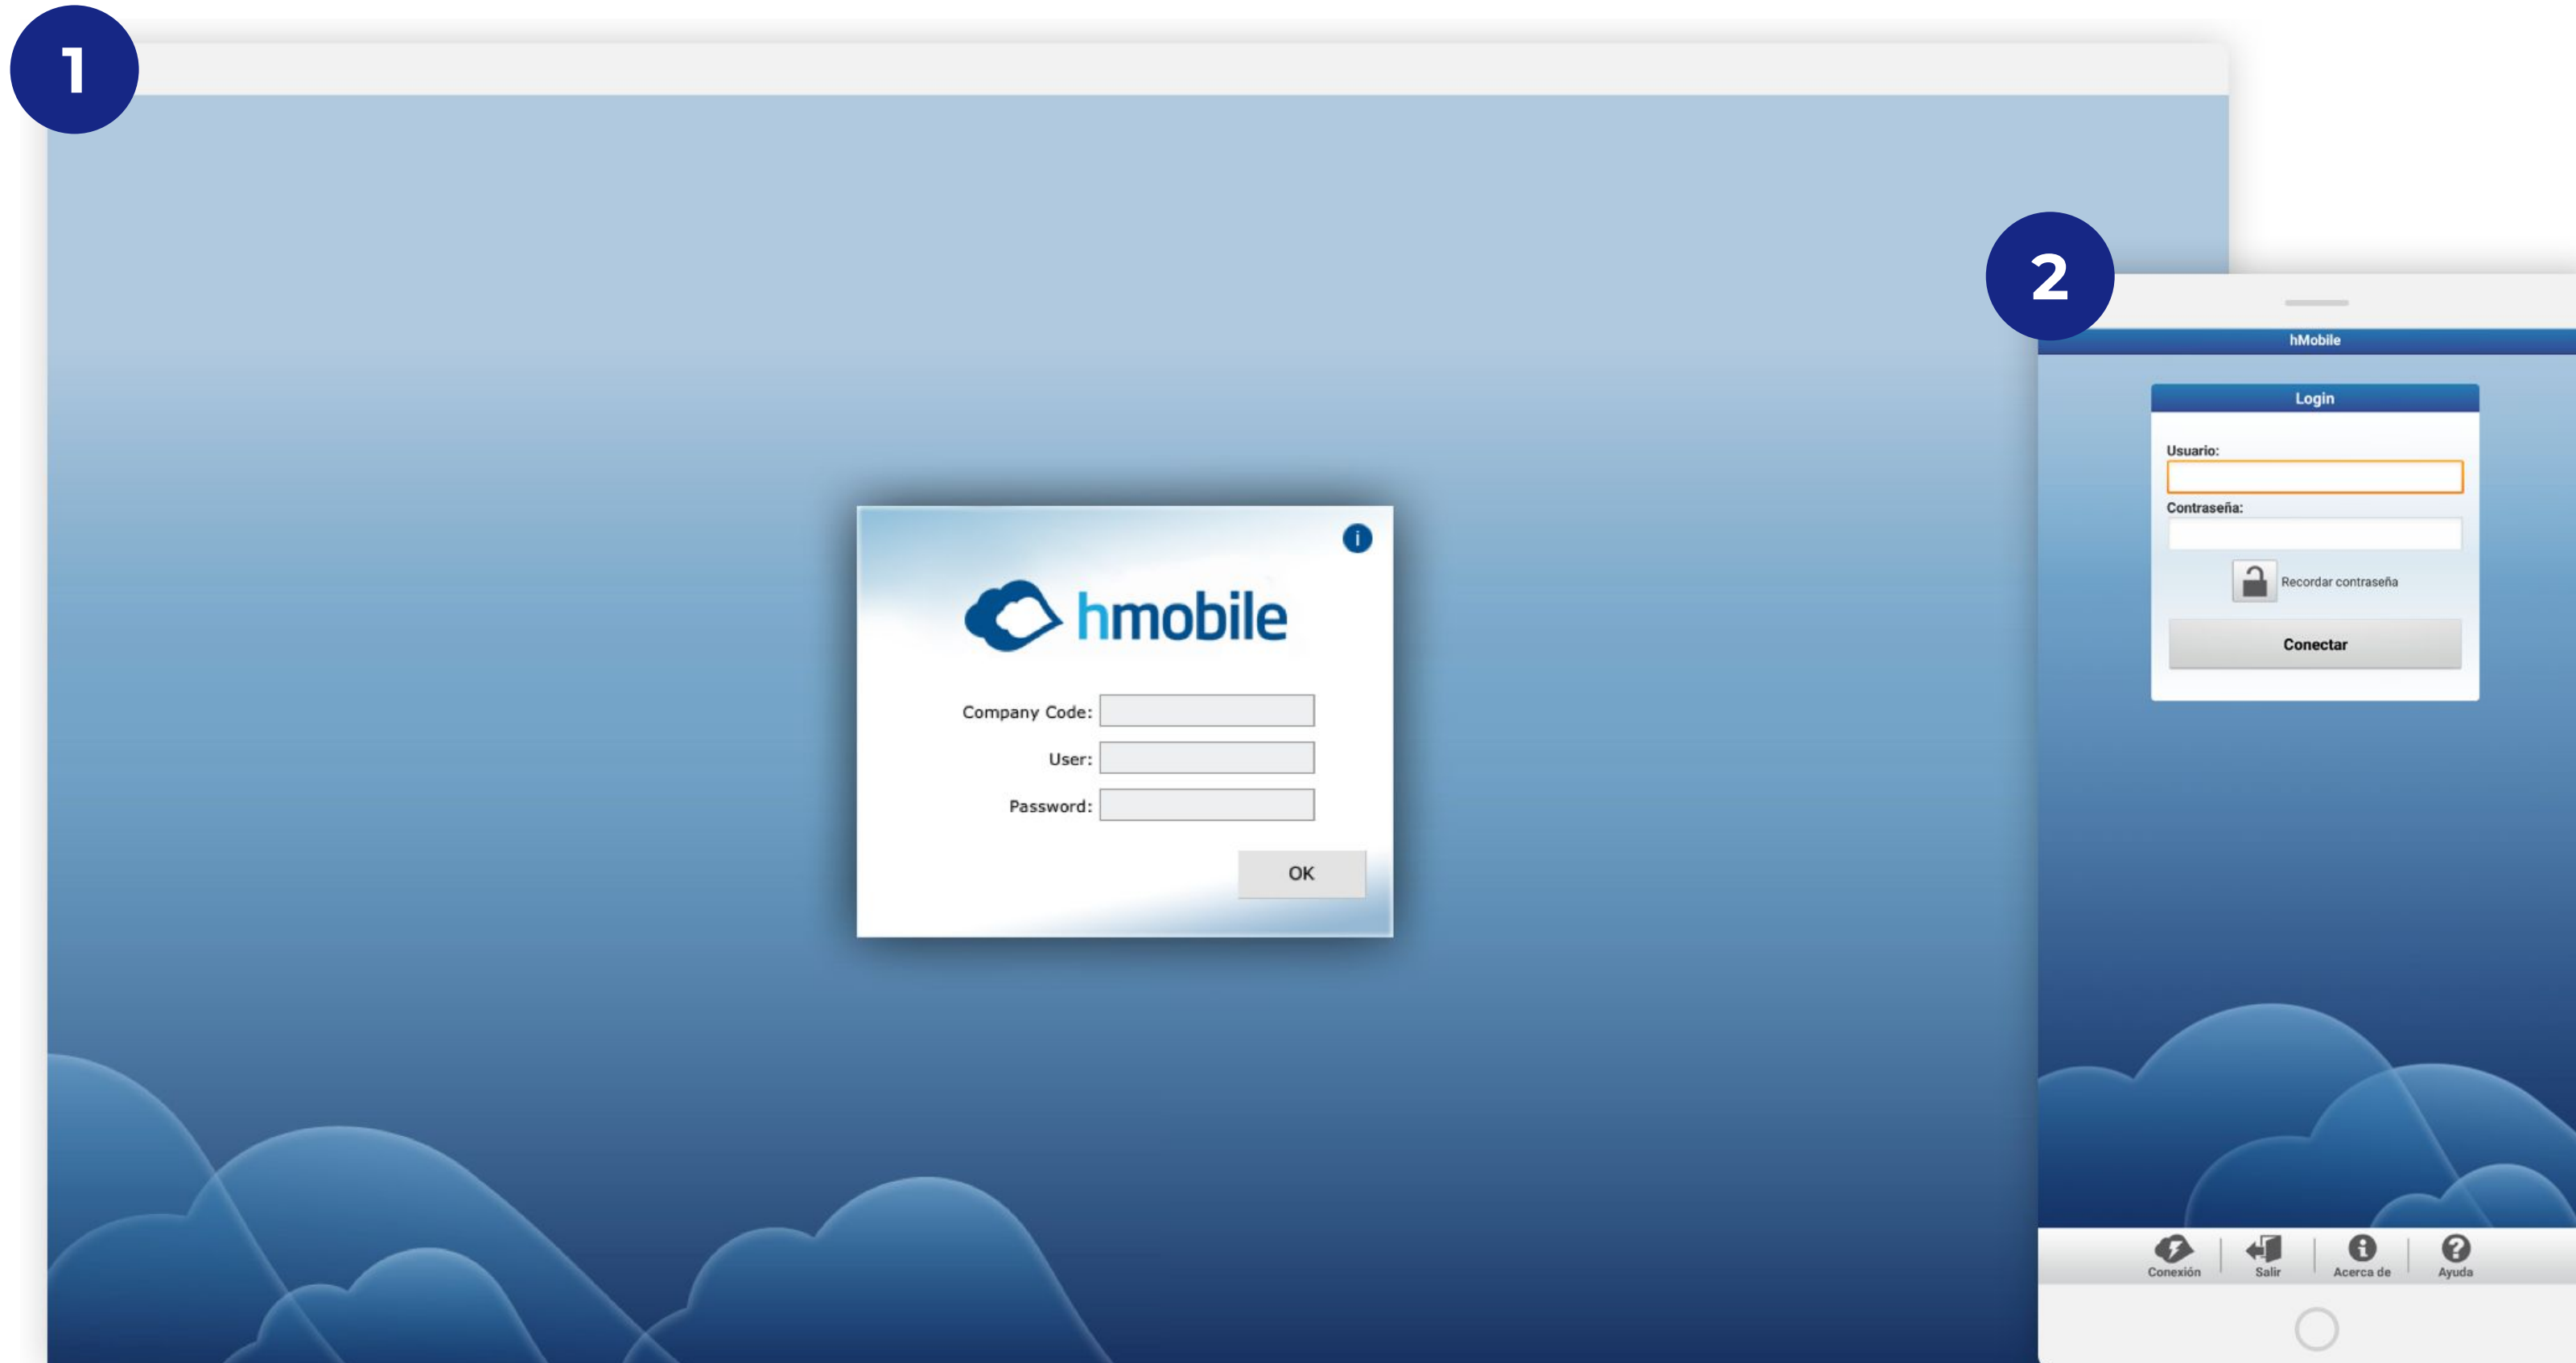 1
hmobile
Company Code:
User:
Password:
OK
2
hMobile
Login
Usuario:
Contraseña:
Recordar contraseña
Conectar
Conexión
Salir
Acerca de
Ayuda